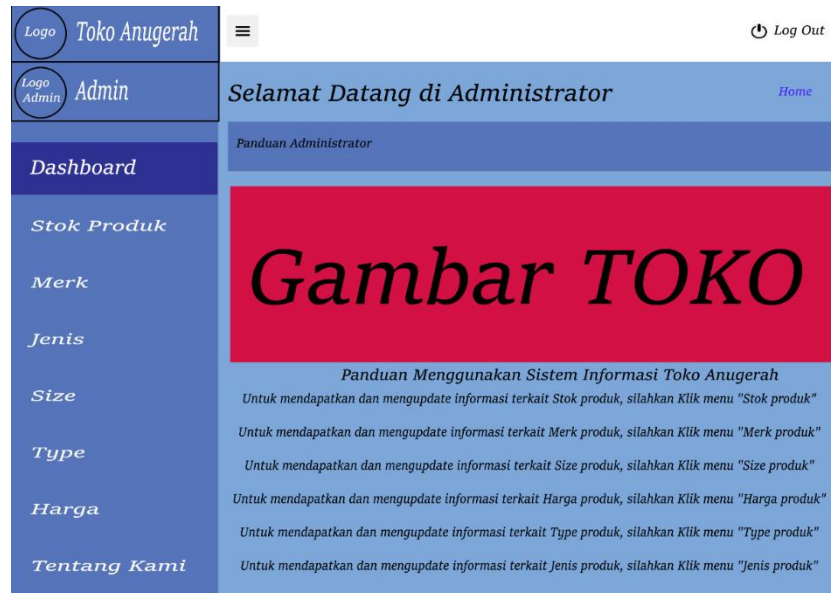 Logo
Toko Anugerah
Log Out
Logo
Admin
Admin
Selamat Datang di Administrator
Home
Panduan Administrator
Dashboard
Stok Produk
Merk
Jenis
Size
Type
Harga
Tentang Kami
Gambar TOKO
Panduan Menggunakan Sistem Informasi Toko Anugerah
Untuk mendapatkan dan mengupdate informasi terkait Stok produk, silahkan Klik menu "Stok produk"
Untuk mendapatkan dan mengupdate informasi terkait Merk produk, silahkan Klik menu "Merk produk"
Untuk mendapatkan dan mengupdate informasi terkait Size produk, silahkan Klik menu "Size produk"
Untuk mendapatkan dan mengupdate informasi terkait Harga produk, silahkan Klik menu "Harga produk"
Untuk mendapatkan dan mengupdate informasi terkait Type produk, silahkan Klik menu "Type produk"
Untuk mendapatkan dan mengupdate informasi terkait Jenis produk, silahkan Klik menu "Jenis produk"